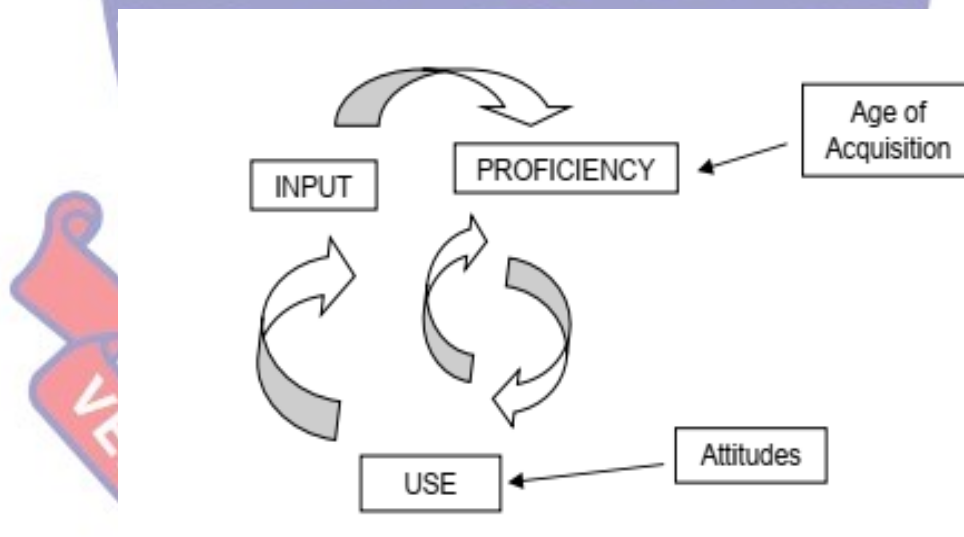 Age of
Acquisition
PROFICIENCY
INPUT
Attitudes
USE